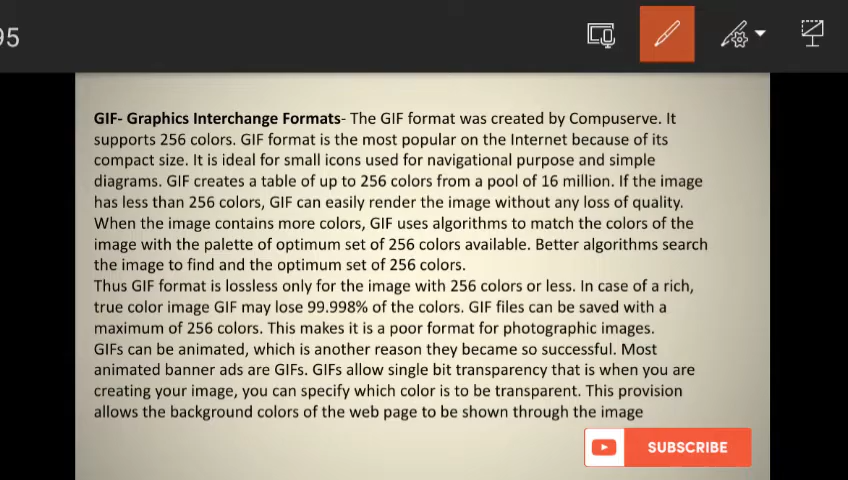 95
GIF- Graphics Interchange Formats- The GIF format was created by Compuserve. It
supports 256 colors. GIF format is the most popular on the Internet because of its
compact size. It is ideal for small icons used for navigational purpose and simple
diagrams. GIF creates a table of up to 256 colors from a pool of 16 million. If the image
has less than 256 colors, GIF can easily render the image without any loss of quality.
When the image contains more colors, GIF uses algorithms to match the colors of the
image with the palette of optimum set of 256 colors available. Better algorithms search
the image to find and the optimum set of 256 colors.
Thus GIF format is lossless only for the image with 256 colors or less. In case of a rich,
true color image GIF may lose 99.998% of the colors. GIF files can be saved with a
maximum of 256 colors. This makes it is a poor format for photographic images.
GIFs can be animated, which is another reason they became so successful. Most
animated banner ads are GIFs. GIFs allow single bit transparency that is when you are
creating your image, you can specify which color is to be transparent. This provision
allows the background colors of the web page to be shown through the image
SUBSCRIBE